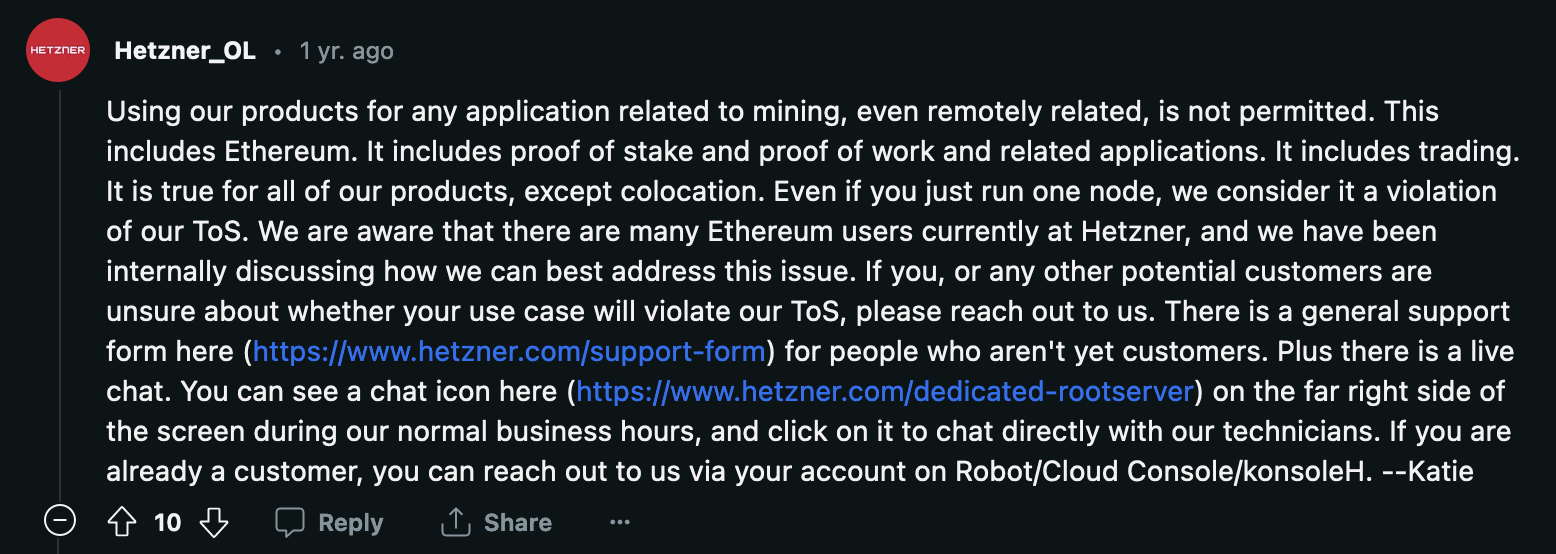 HETZNER
Hetzner_OL • 1 yr. ago
Using our products for any application related to mining, even remotely related, is not permitted. This
includes Ethereum. It includes proof of stake and proof of work and related applications. It includes trading.
It is true for all of our products, except colocation. Even if you just run one node, we consider it a violation
of our ToS. We are aware that there are many Ethereum users currently at Hetzner, and we have been
internally discussing how we can best address this issue. If you, or any other potential customers are
unsure about whether your use case will violate our ToS, please reach out to us. There is a general support
form here (https://www.hetzner.com/support-form) for people who aren't yet customers. Plus there is a live
chat. You can see a chat icon here (https://www.hetzner.com/dedicated-rootserver) on the far right side of
the screen during our normal business hours, and click on it to chat directly with our technicians. If you are
already a customer, you can reach out to us via your account on Robot/Cloud Console/konsoleH. --Katie
10 Reply Share ...